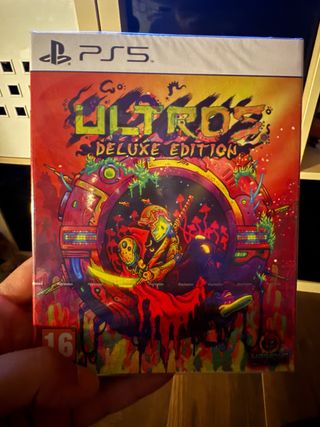 PS5
ULTROS
DELUXE EDITION
16